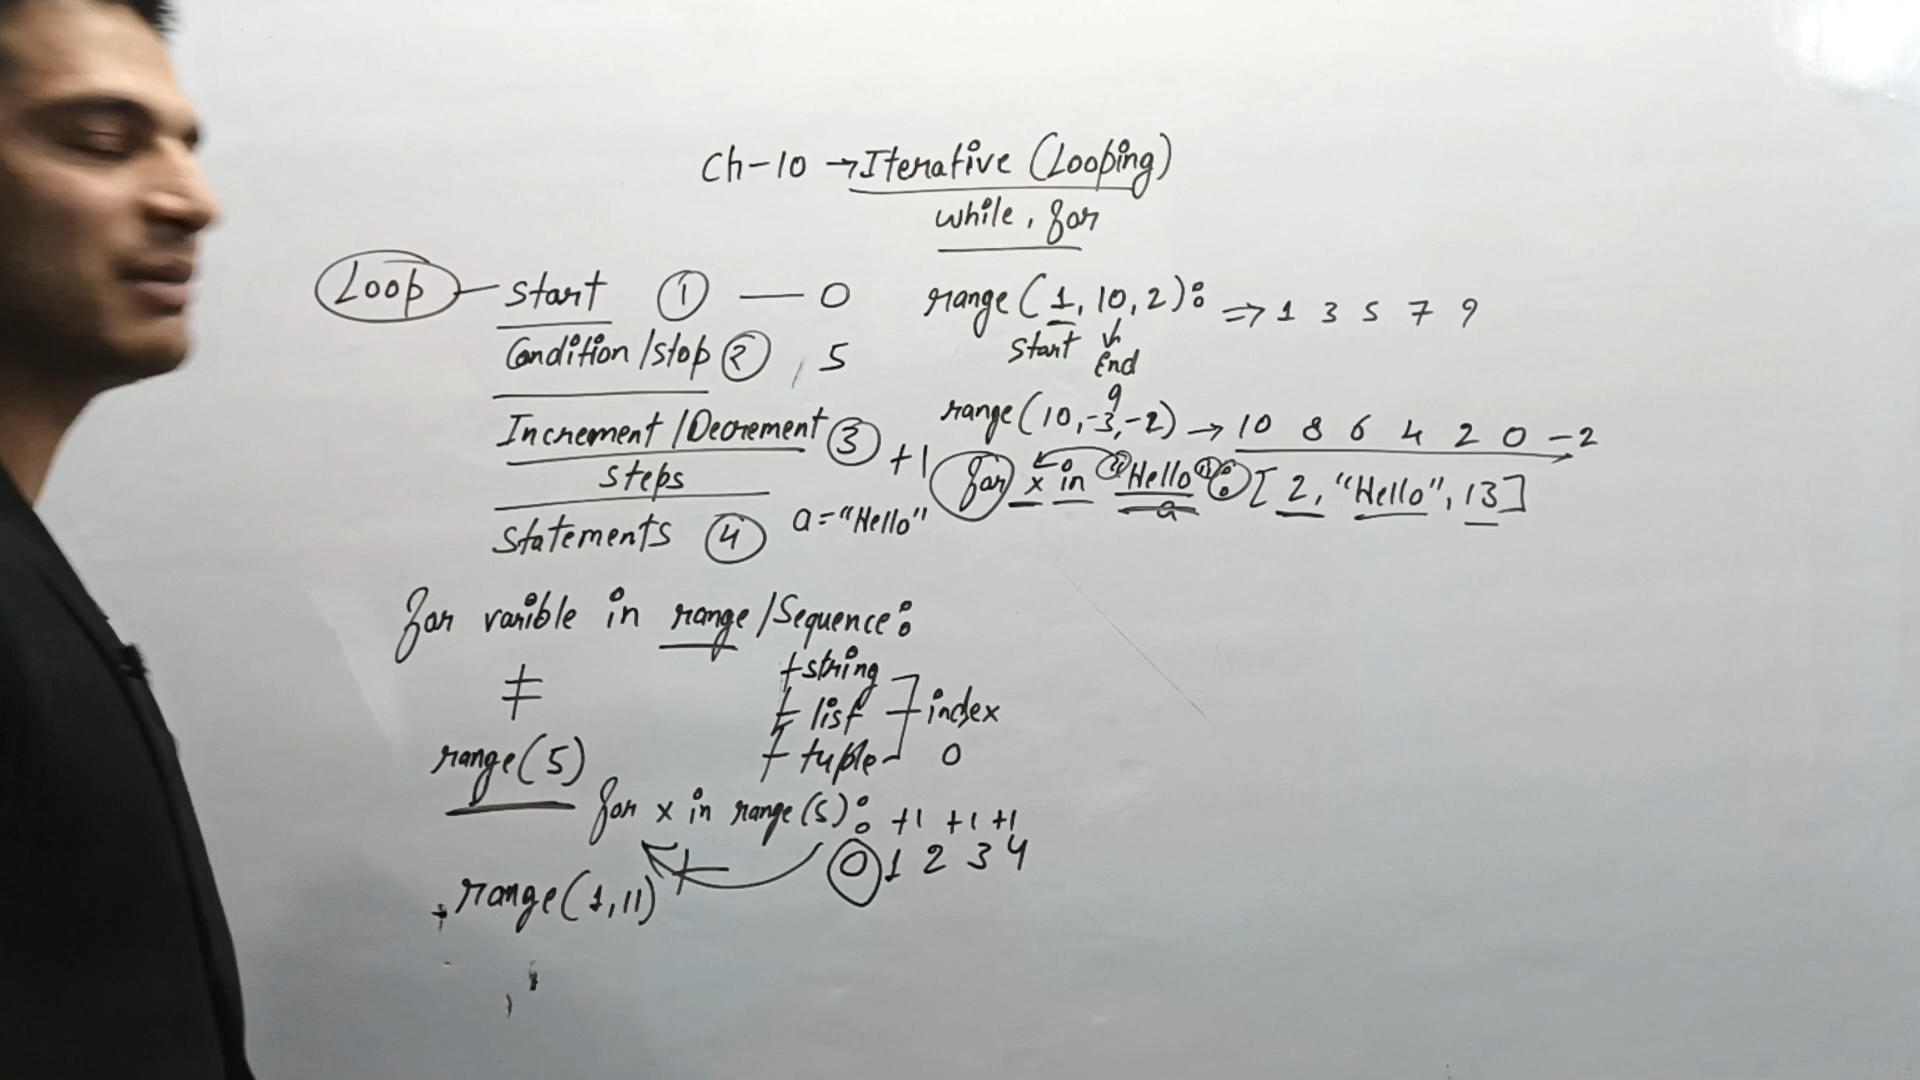 Ch-10 → Iterative (Looping)
while, for
Loop — Start ① — 0
Condition/Stop ② , 5
Increment/Decrement ③ +1
Steps
Statements ④
a = "Hello"
range(1, 10, 2): ⇒ 1 3 5 7 9
Start End
9
range(10, -3, -2) → 10 8 6 4 2 0 -2
for x in "Hello": [2, "Hello", 13]
a
for varible in range/Sequence:
string
list index
tuple 0
≠
range(5)
for x in range(5): +1 +1 +1
0 1 2 3 4
range(1,11)